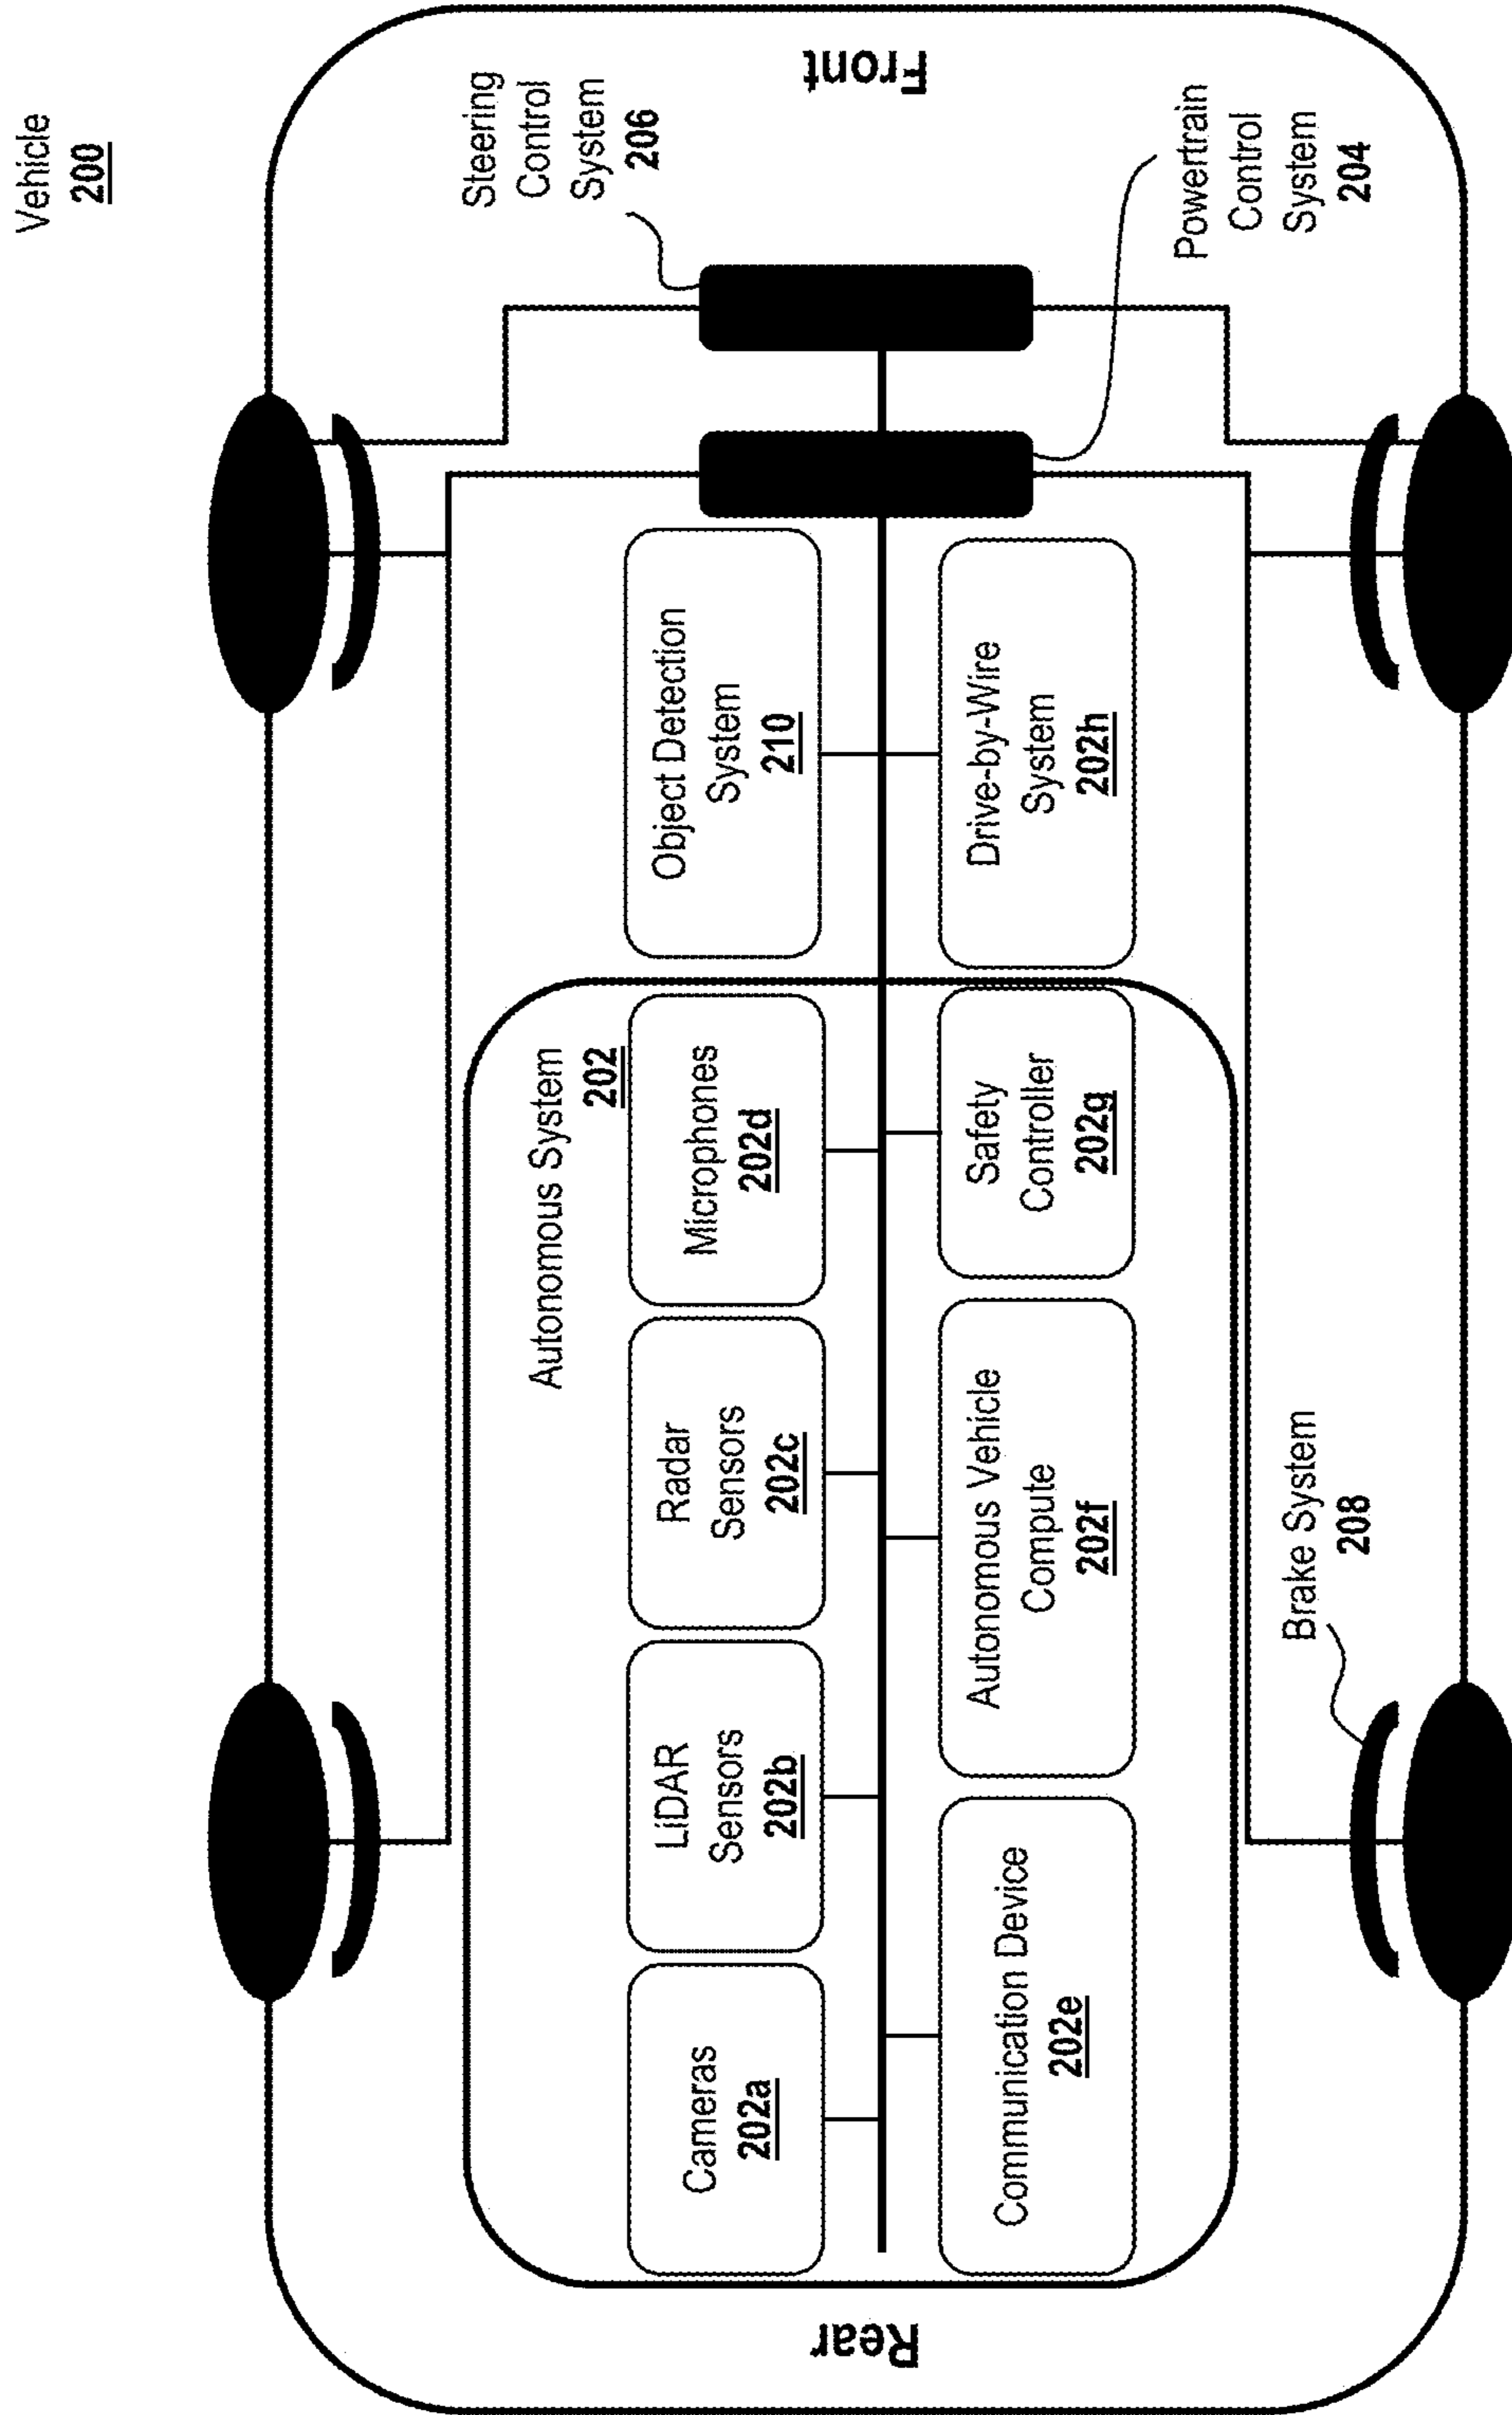 Vehicle
200
Steering
Control
System
206
Front
Powertrain
Control
System
204
Object Detection
System
210
Drive-by-Wire
System
202h
Autonomous System
202
Cameras
202a
LiDAR
Sensors
202b
Radar
Sensors
202c
Microphones
202d
Communication Device
202e
Autonomous Vehicle
Compute
202f
Safety
Controller
202g
Brake System
208
Rear